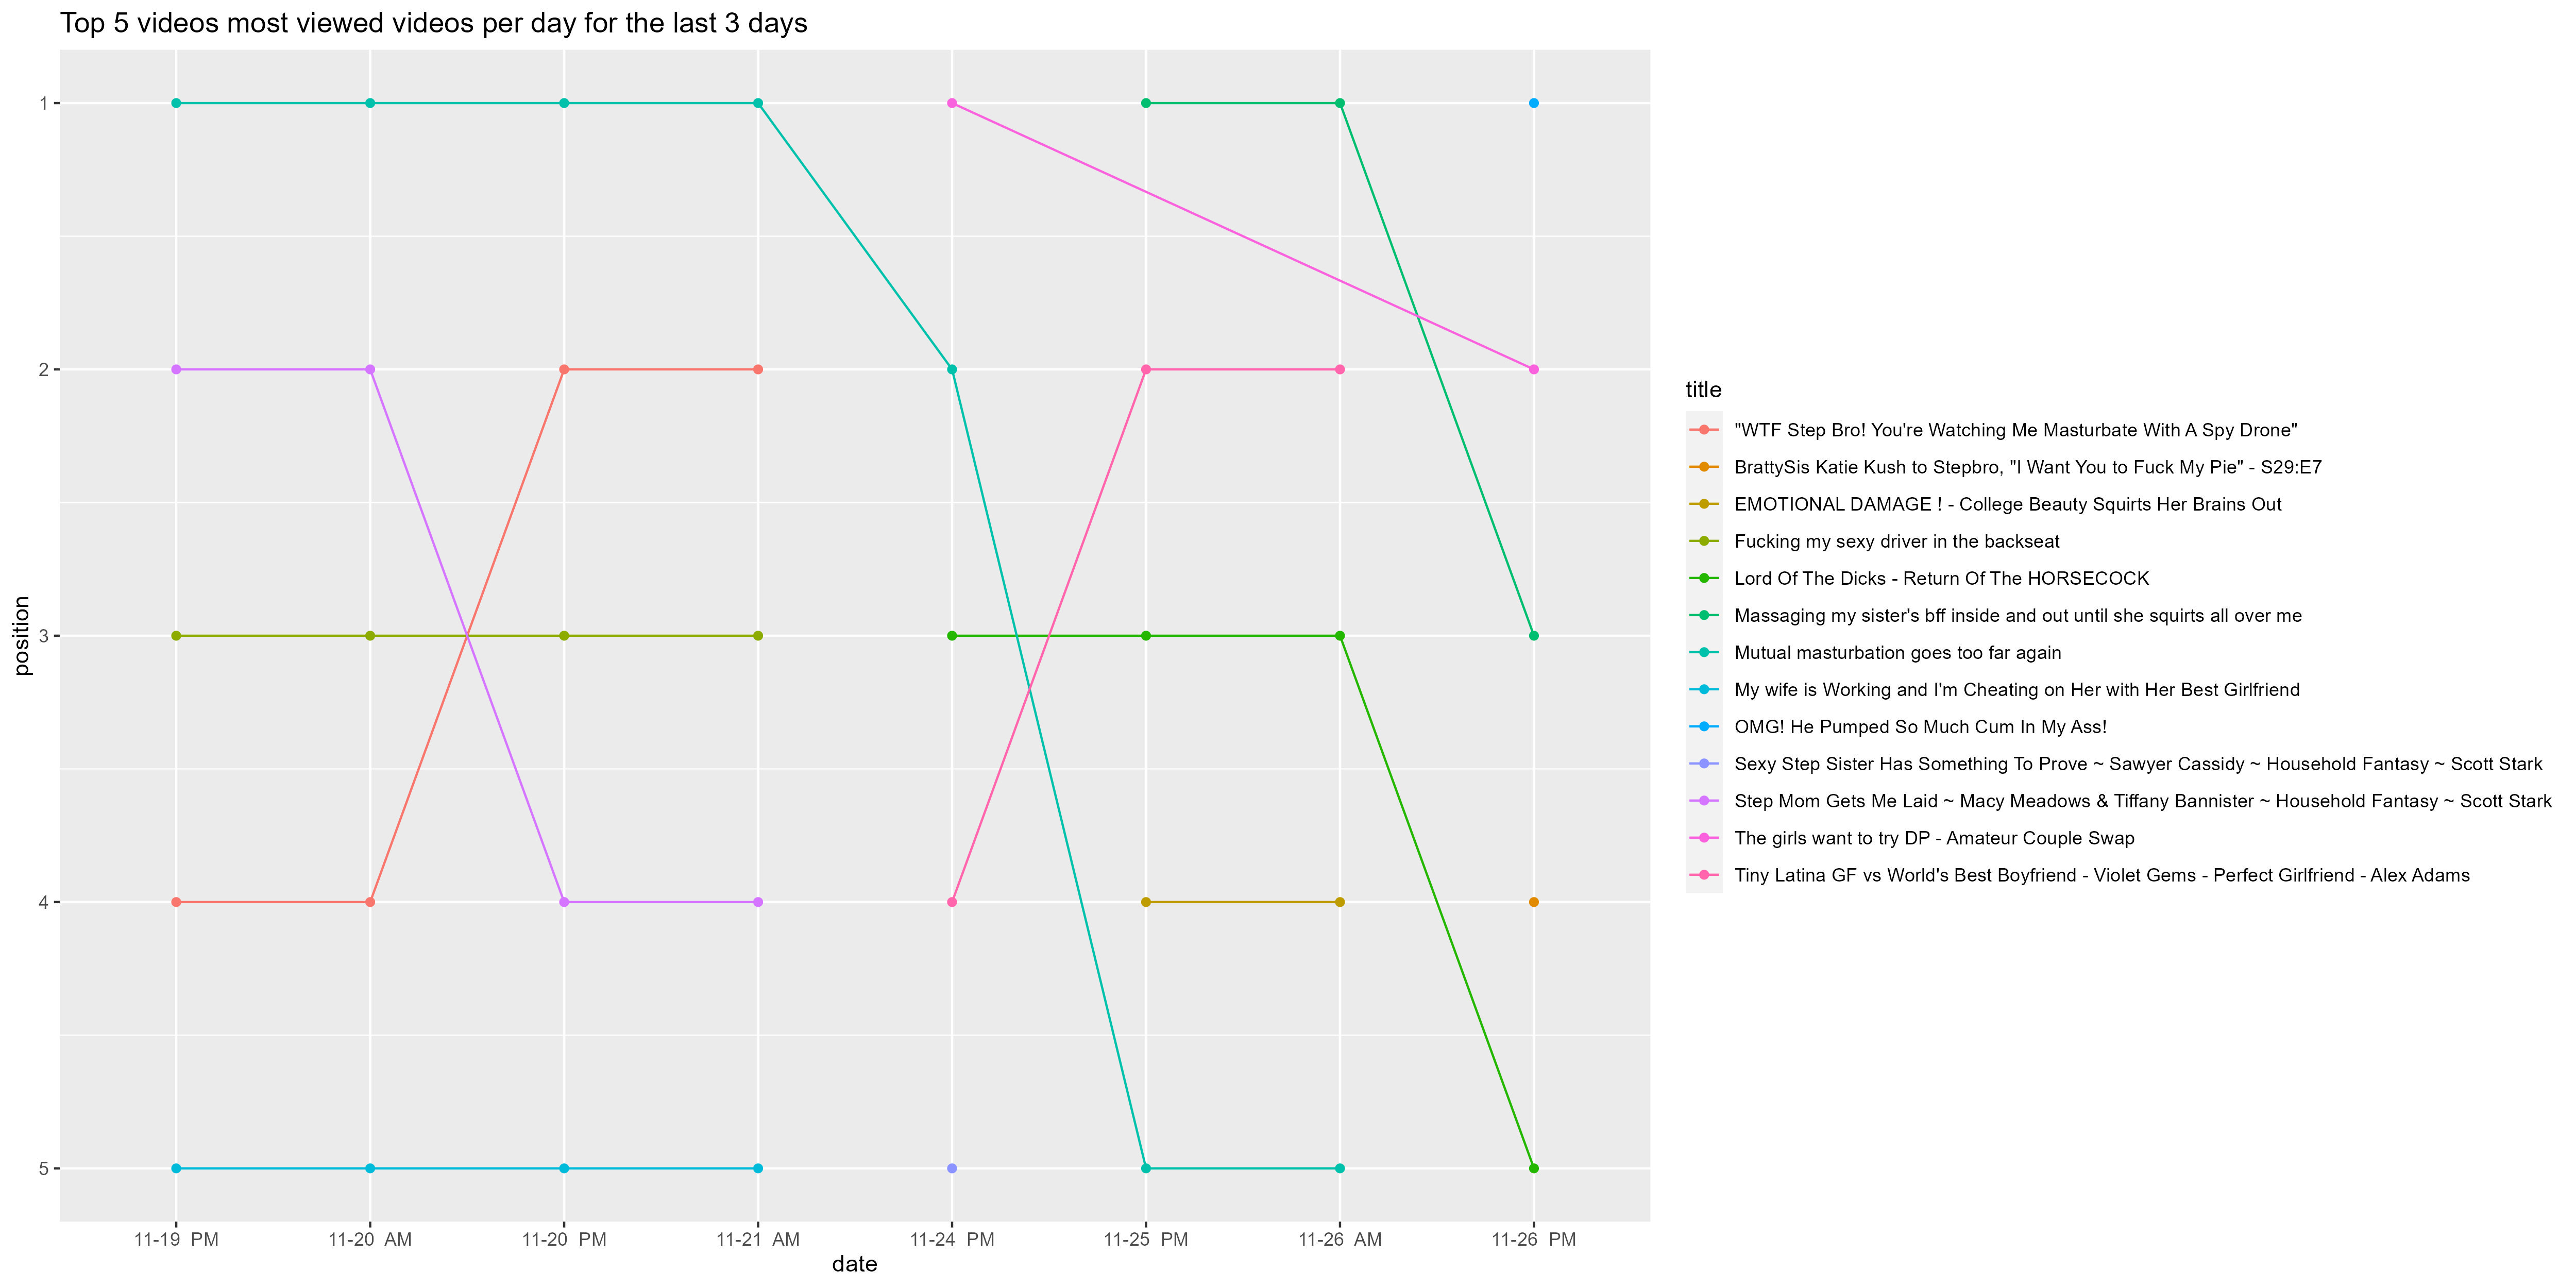 Top 5 videos most viewed videos per day for the last 3 days
position
1
2
3
4
5
11-19 PM
11-20 AM
11-20 PM
11-21 AM
11-24 PM
11-25 PM
11-26 AM
11-26 PM
date
title
"WTF Step Bro! You're Watching Me Masturbate With A Spy Drone"
BrattySis Katie Kush to Stepbro, "I Want You to Fuck My Pie" - S29:E7
EMOTIONAL DAMAGE ! - College Beauty Squirts Her Brains Out
Fucking my sexy driver in the backseat
Lord Of The Dicks - Return Of The HORSECOCK
Massaging my sister's bff inside and out until she squirts all over me
Mutual masturbation goes too far again
My wife is Working and I'm Cheating on Her with Her Best Girlfriend
OMG! He Pumped So Much Cum In My Ass!
Sexy Step Sister Has Something To Prove ~ Sawyer Cassidy ~ Household Fantasy ~ Scott Stark
Step Mom Gets Me Laid ~ Macy Meadows & Tiffany Bannister ~ Household Fantasy ~ Scott Stark
The girls want to try DP - Amateur Couple Swap
Tiny Latina GF vs World's Best Boyfriend - Violet Gems - Perfect Girlfriend - Alex Adams